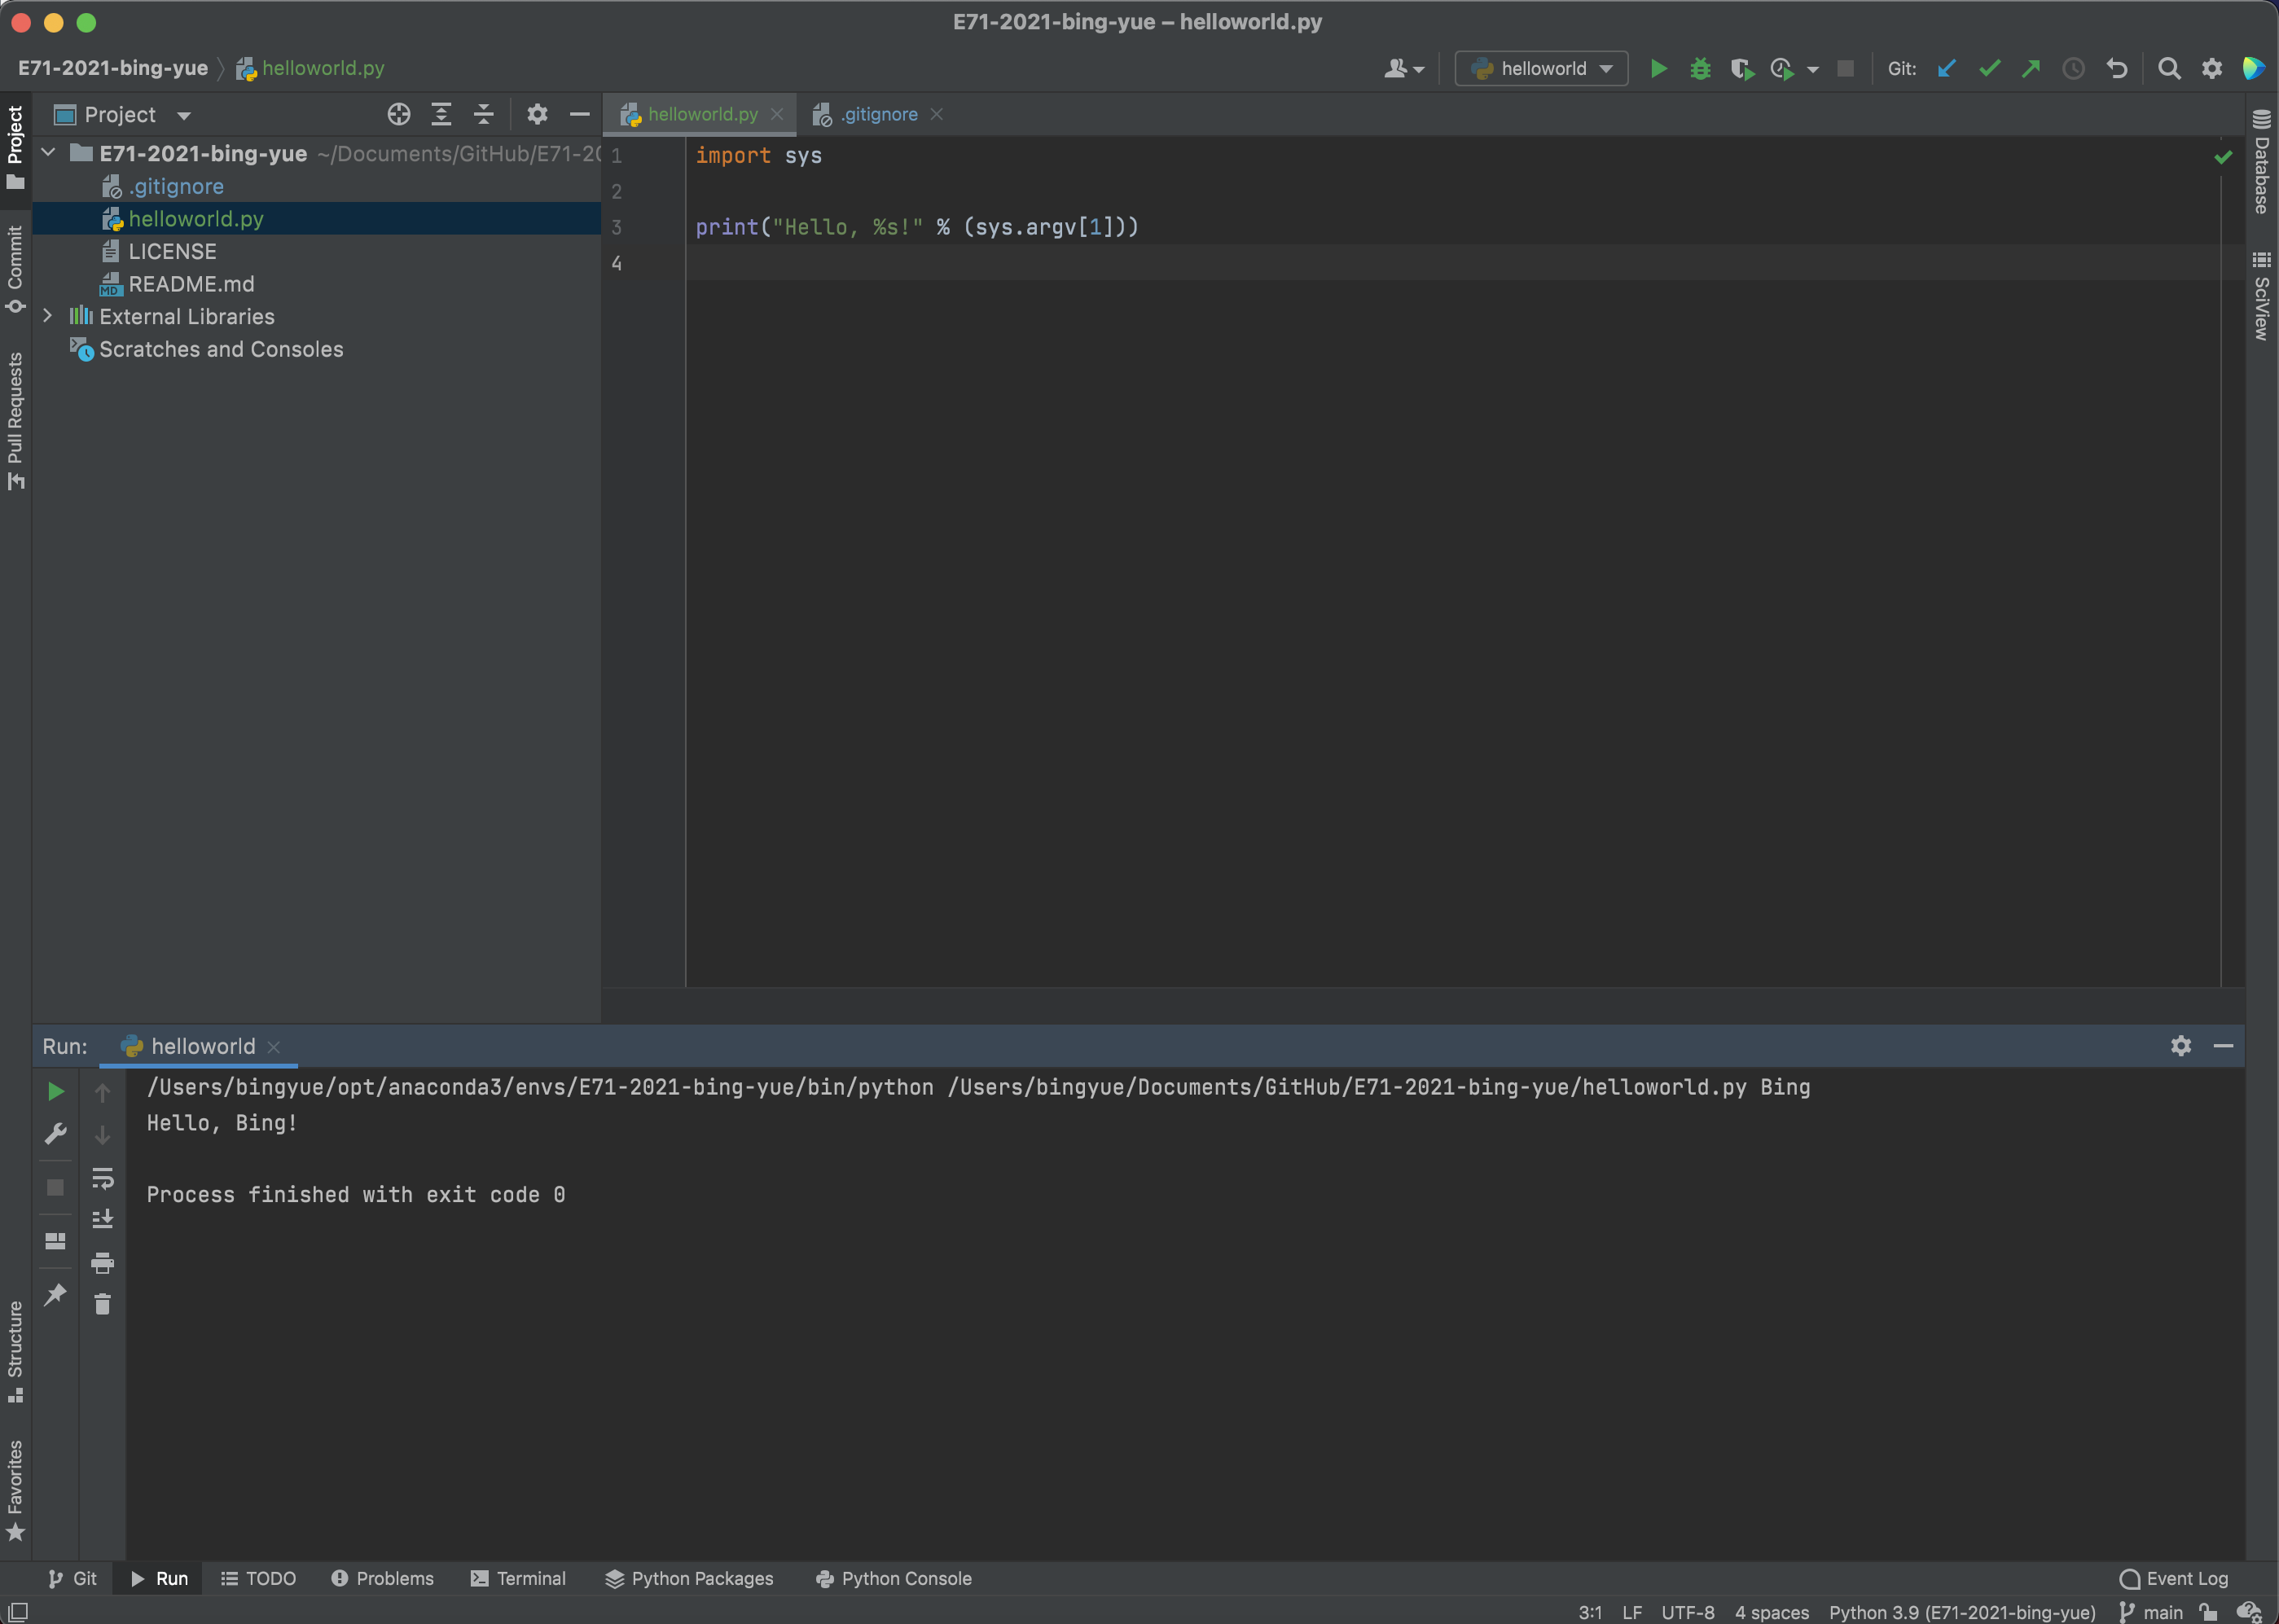 E71-2021-bing-yue – helloworld.py
E71-2021-bing-yue helloworld.py
helloworld
Git:
Project
helloworld.py
.gitignore
Project
Commit
Pull Requests
Structure
Favorites
E71-2021-bing-yue ~/Documents/GitHub/E71-20
.gitignore
helloworld.py
LICENSE
MD README.md
External Libraries
Scratches and Consoles
1 import sys
2
3 print("Hello, %s!" % (sys.argv[1]))
4
Database
SciView
Run: helloworld
/Users/bingyue/opt/anaconda3/envs/E71-2021-bing-yue/bin/python /Users/bingyue/Documents/GitHub/E71-2021-bing-yue/helloworld.py Bing
Hello, Bing!
Process finished with exit code 0
Git Run TODO Problems Terminal Python Packages Python Console Event Log
3:1 LF UTF-8 4 spaces Python 3.9 (E71-2021-bing-yue) main